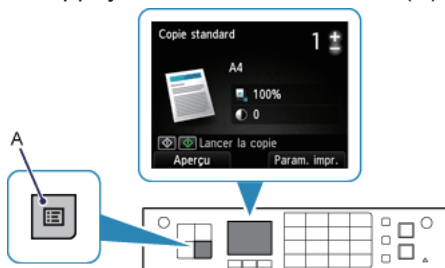 Copie standard
1
A4
100%
0
Lancer la copie
Aperçu
Param. impr.
A